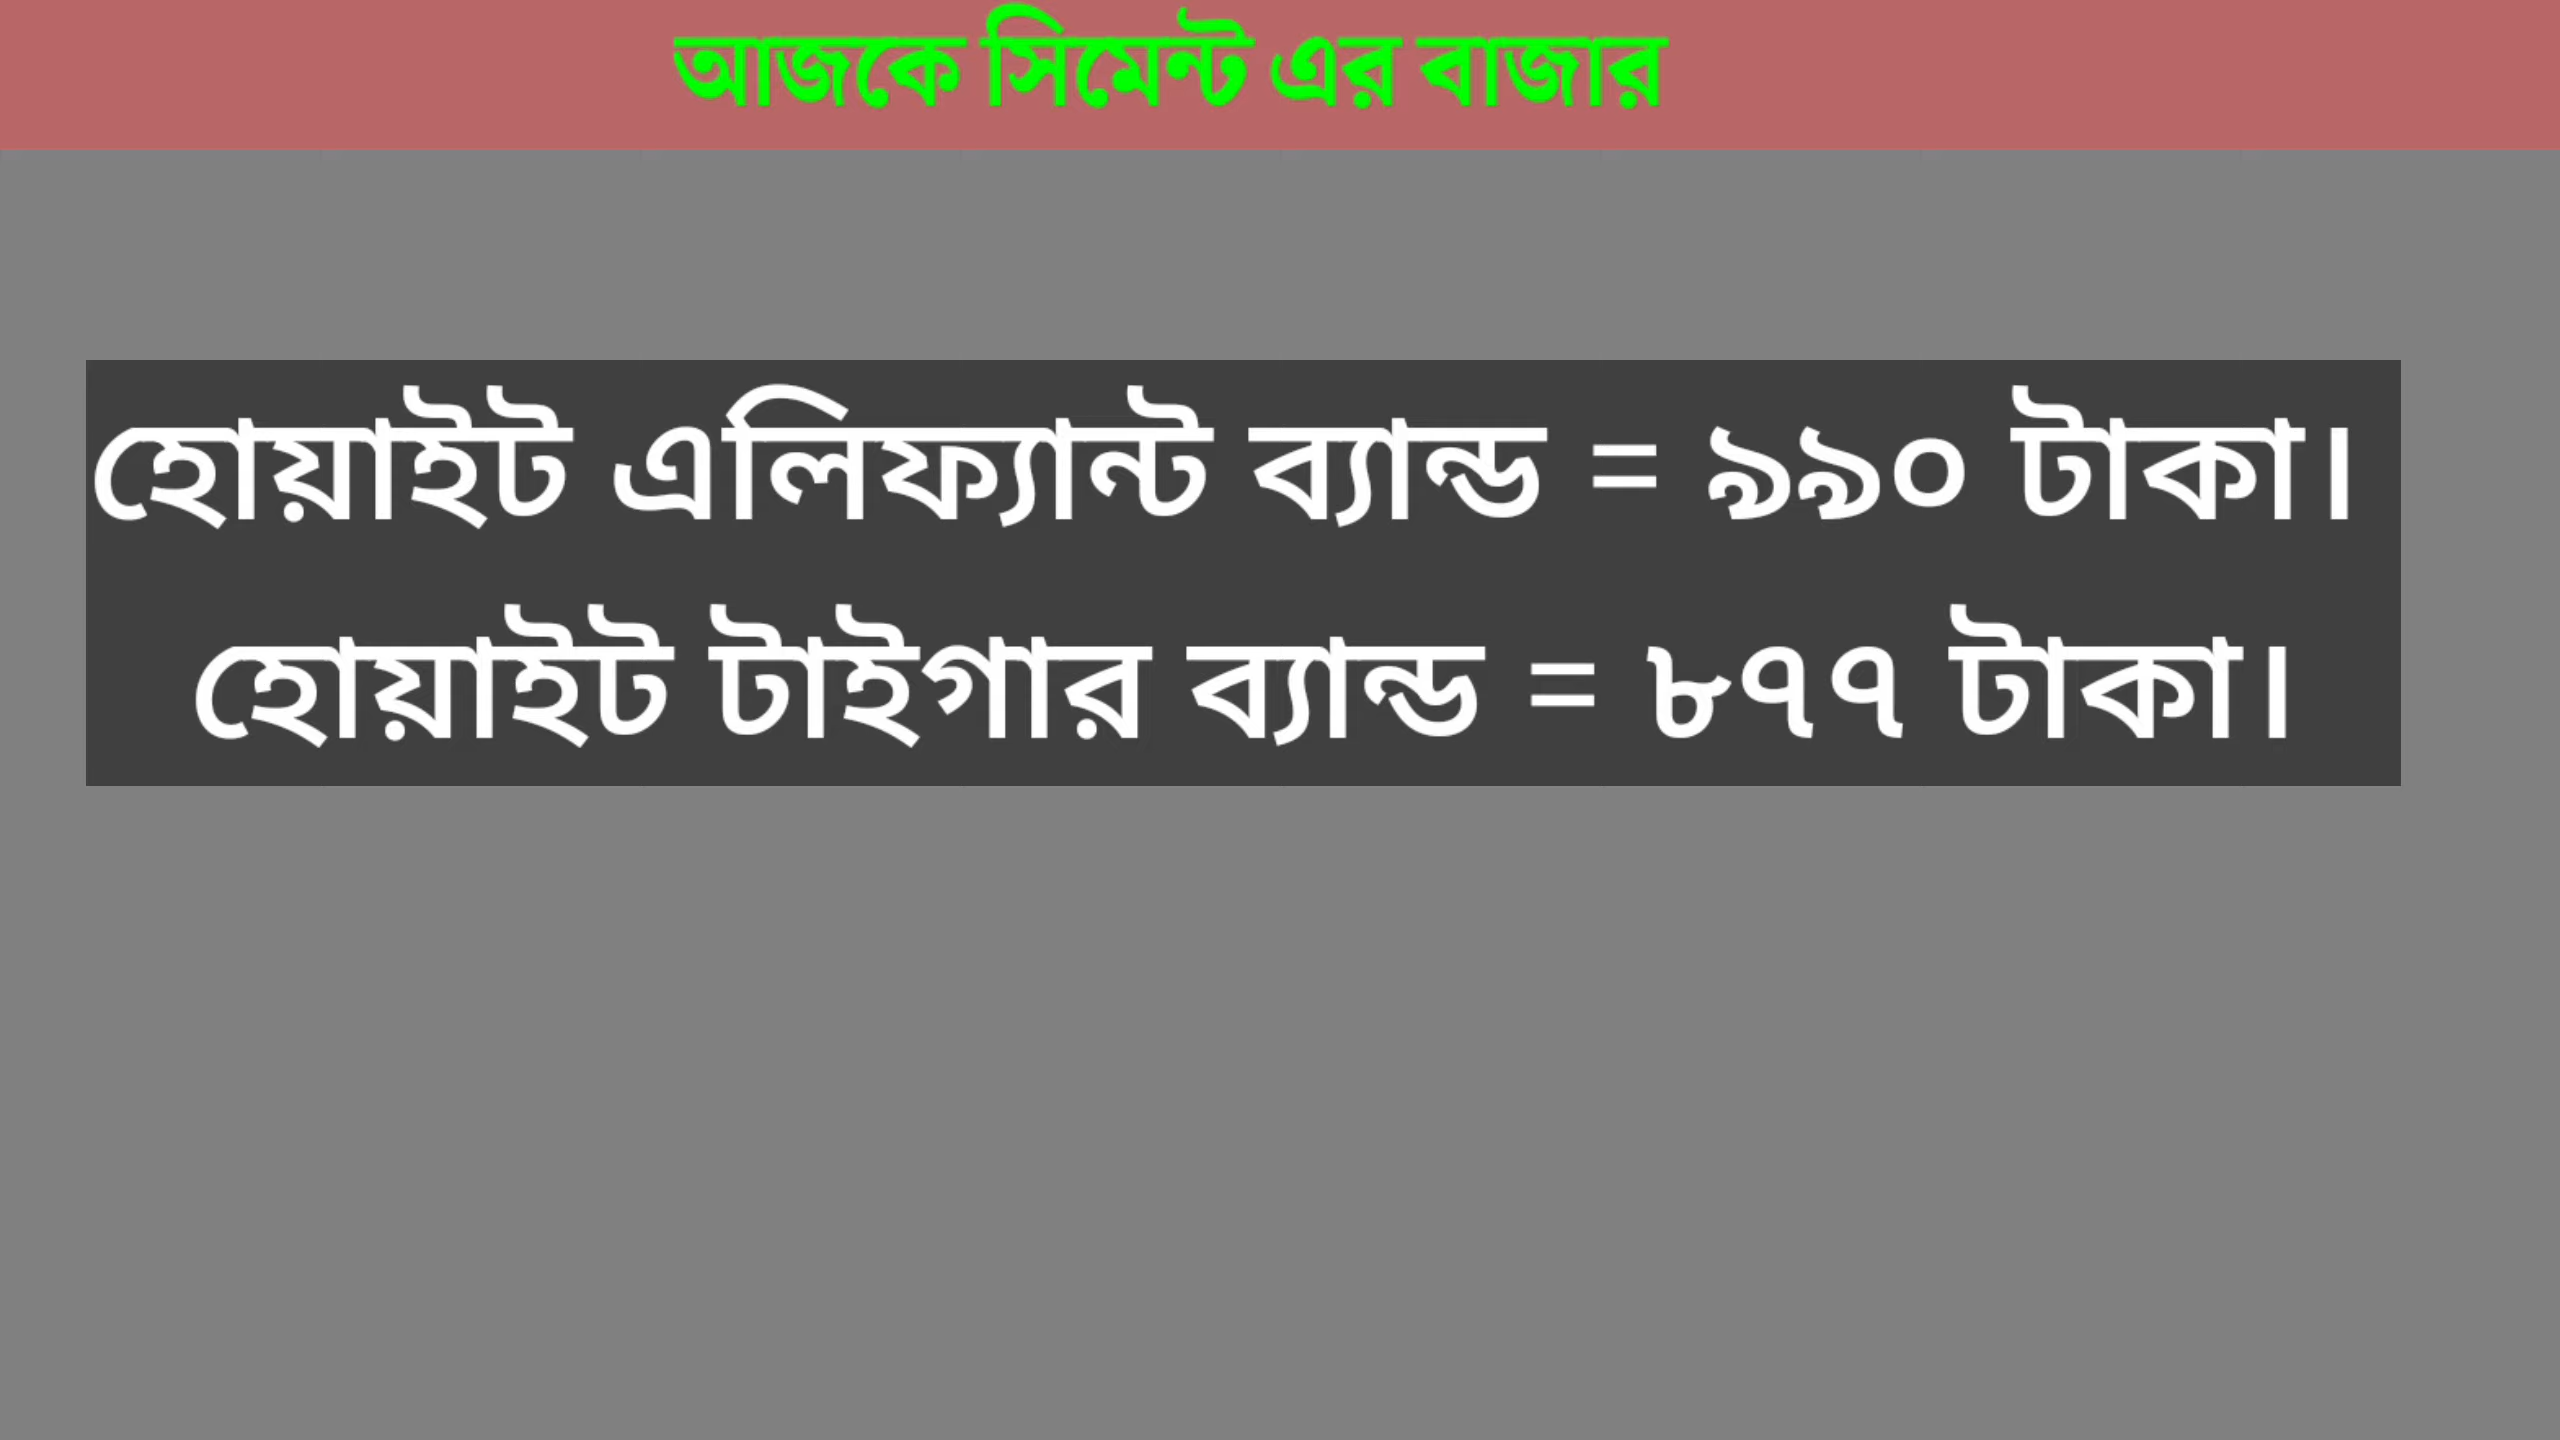 আজকে সিমেন্ট এর বাজার
হোয়াইট এলিফ্যান্ট ব্যান্ড = ৯৯০ টাকা।
হোয়াইট টাইগার ব্যান্ড = ৮৭৭ টাকা।